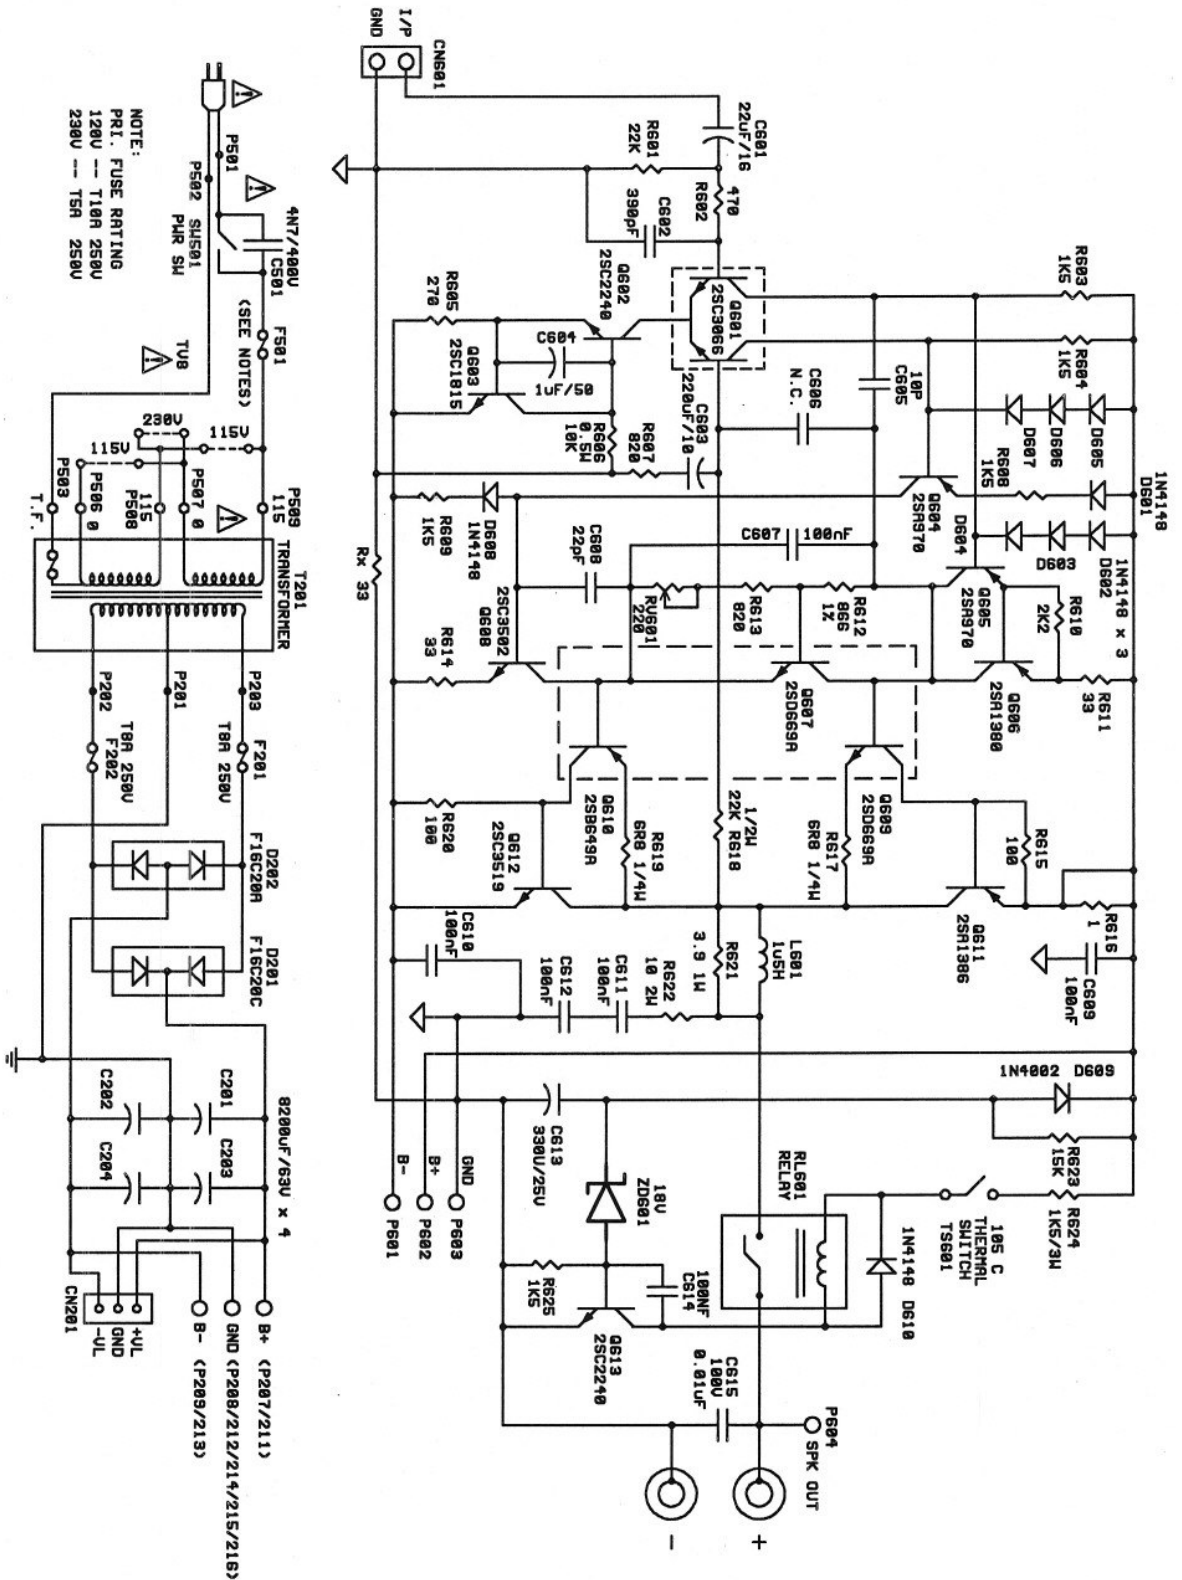 I/P
GND
CN601
C601
22uF/16
R601
22K
470
R602
C602
390pF
Q602
2SC2240
R605
270
Q601
2SC3066
C604
1uF/50
Q603
2SC1815
R603
1K5
R604
1K5
10P
C605
C606
N.C.
C603
220uF/10
R607
820
R606
0.5W
10K
D605
D606
D607
R608
1K5
Q604
2SA970
1N4148
D601
D604
D603
D602
1N4148 x 3
C607
100nF
D608
1N4148
R609
1K5
Rx 33
C608
22pF
RV601
220
R613
820
R612
866
1%
Q605
2SA970
R610
2K2
R611
33
Q606
2SA1380
2SC3502
Q608
R614
33
Q607
2SD669A
Q609
2SD669A
Q610
2SB649A
R619
6R8 1/4W
1/2W
22K R618
R617
6R8 1/4W
R615
100
R620
100
Q612
2SC3519
R616
1
Q611
2SA1386
C609
100nF
C610
100nF
L601
1u5H
R621
3.9 1W
R622
10 2W
C611
100nF
C612
100nF
1N4002 D609
R623
15K
R624
1K5/3W
105 C
THERMAL
SWITCH
TS601
RL601
RELAY
1N4148 D610
C613
330U/25V
18V
ZD601
GND
P603
B+
P602
B-
P601
R625
1K5
100NF
C614
Q613
2SC2240
C615
100V
0.01uF
P604
SPK OUT
+
-
NOTE:
PRI. FUSE RATING
120V -- T10A 250V
230V -- T5A 250V
P501
P502
SW501
PWR SW
4N7/400V
C501
F501
(SEE NOTES)
TV8
230V
115V
115V
P503
T.F.
P506 0
115
P508
P507 0
P509
115
T201
TRANSFORMER
P203
P201
P202
F201
T8A 250V
T8A 250V
F202
D202
F16C20A
D201
F16C20C
8200uF/63V x 4
C201
C202
C203
C204
B+ (P207/211)
GND (P208/212/214/215/216)
B- (P209/213)
+VL
GND
-VL
CN201